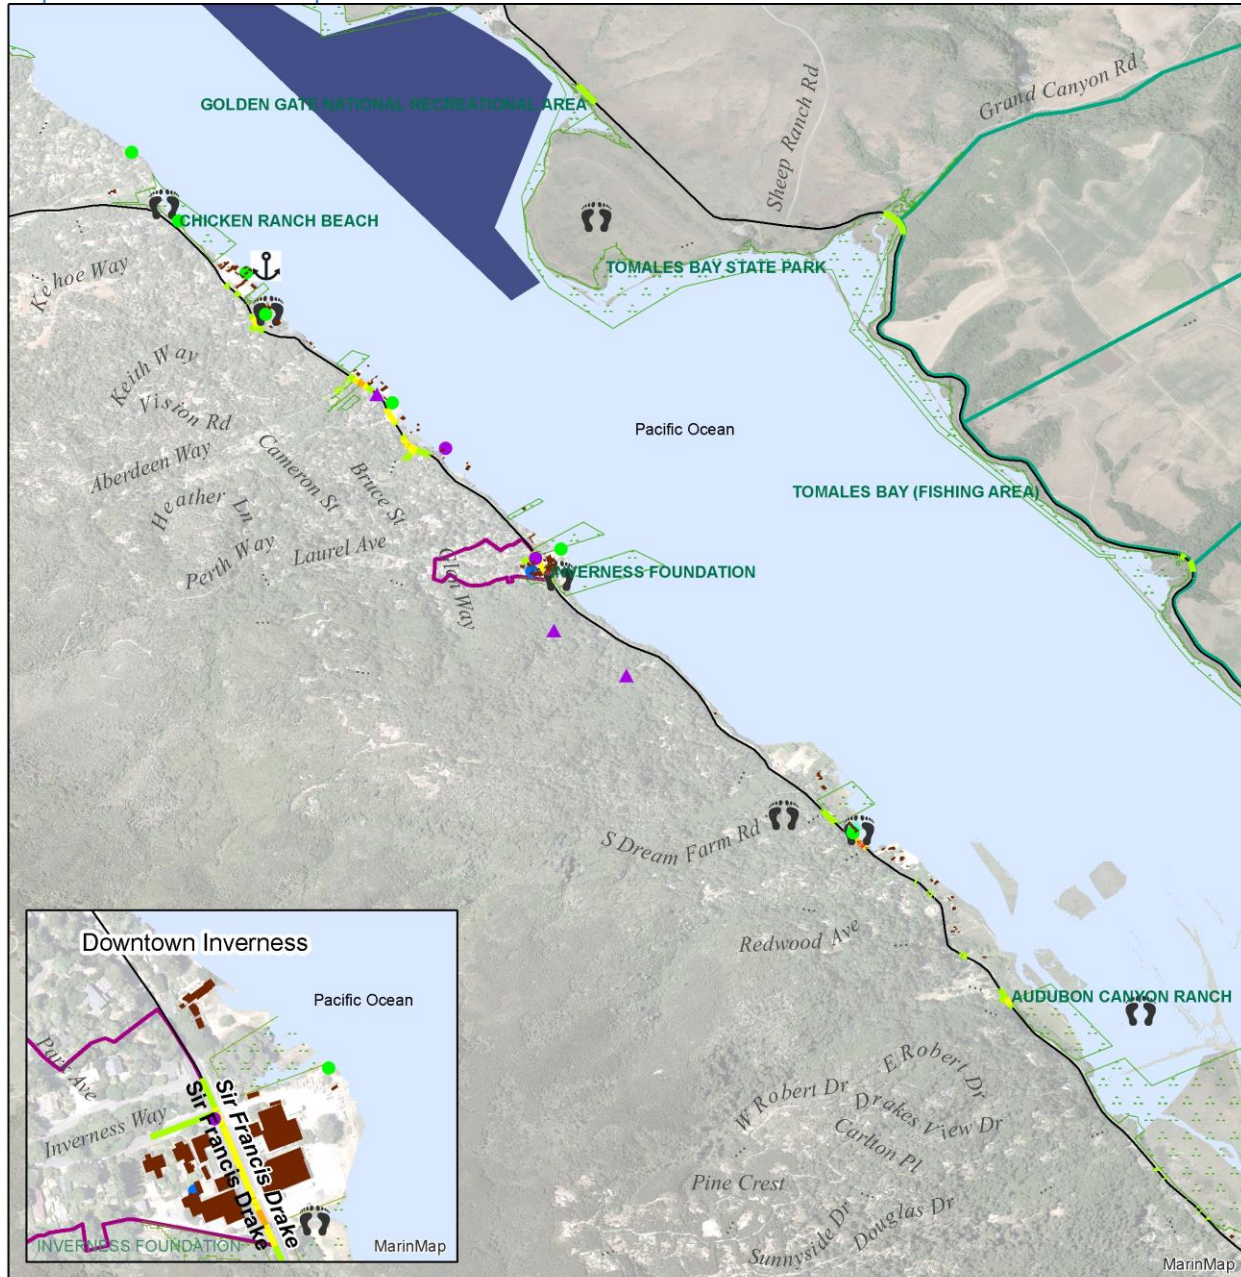 GOLDEN GATE NATIONAL RECREATIONAL AREA
Sheep Ranch Rd
Grand Canyon Rd
CHICKEN RANCH BEACH
Kehoe Way
TOMALES BAY STATE PARK
Keith Way
Vision Rd
Aberdeen Way
Cameron St
Bruce St
Pacific Ocean
Heather Ln
TOMALES BAY (FISHING AREA)
Perth Way
Laurel Ave
Glen Way
INVERNESS FOUNDATION
S Dream Farm Rd
Redwood Ave
AUDUBON CANYON RANCH
E Robert Dr
W Robert Dr
Drakes View Dr
Carlton Pl
Pine Crest
Douglas Dr
Sunnyside Dr
MarinMap
Downtown Inverness
Pacific Ocean
Park Ave
Inverness Way
Sir Francis Drake
Sir Francis Drake
INVERNESS FOUNDATION
MarinMap